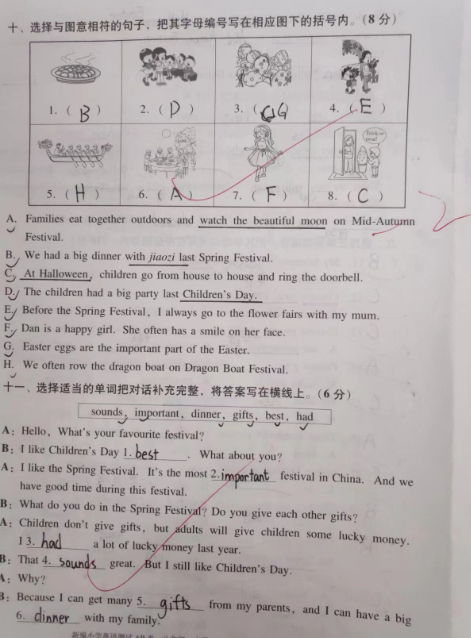 十、选择与图意相符的句子，把其字母编号写在相应图下的括号内。(8 分)
1. ( B ) 2. ( D ) 3. ( G ) 4. ( E )
5. ( H ) 6. ( A ) 7. ( F ) 8. ( C )
A. Families eat together outdoors and watch the beautiful moon on Mid-Autumn
Festival.
B. We had a big dinner with jiaozi last Spring Festival.
C. At Halloween, children go from house to house and ring the doorbell.
D. The children had a big party last Children's Day.
E. Before the Spring Festival, I always go to the flower fairs with my mum.
F. Dan is a happy girl. She often has a smile on her face.
G. Easter eggs are the important part of the Easter.
H. We often row the dragon boat on Dragon Boat Festival.
十一、选择适当的单词把对话补充完整，将答案写在横线上。(6 分)
sounds, important, dinner, gifts, best, had
A: Hello, What's your favourite festival?
B: I like Children's Day 1. best. What about you?
A: I like the Spring Festival. It's the most 2. important festival in China. And we
have good time during this festival.
B: What do you do in the Spring Festival? Do you give each other gifts?
A: Children don't give gifts, but adults will give children some lucky money.
I 3. had a lot of lucky money last year.
B: That 4. sounds great. But I still like Children's Day.
A: Why?
B: Because I can get many 5. gifts from my parents, and I can have a big
6. dinner with my family.